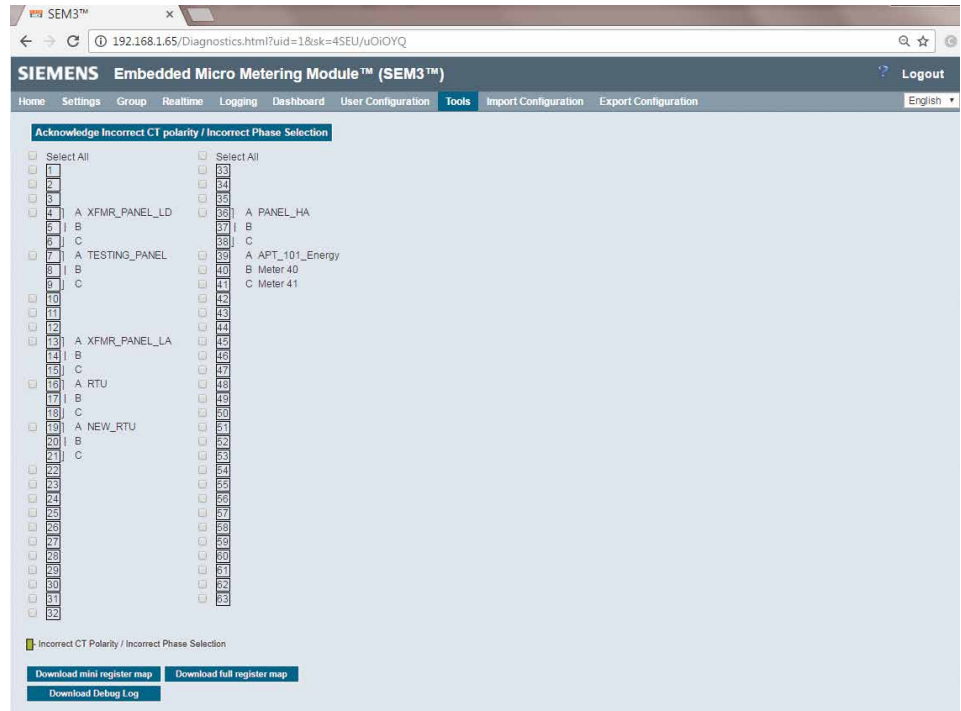 SEM3™
192.168.1.65/Diagnostics.html?uid=1&sk=4SEU/uOiOYQ
SIEMENS Embedded Micro Metering Module™ (SEM3™)
? Logout
Home Settings Group Realtime Logging Dashboard User Configuration Tools Import Configuration Export Configuration English
Acknowledge Incorrect CT polarity / Incorrect Phase Selection
Select All
1
2
3
4 A XFMR_PANEL_LD
5 B
6 C
7 A TESTING_PANEL
8 B
9 C
10
11
12
13 A XFMR_PANEL_LA
14 B
15 C
16 A RTU
17 B
18 C
19 A NEW_RTU
20 B
21 C
22
23
24
25
26
27
28
29
30
31
32
Select All
33
34
35
36 A PANEL_HA
37 B
38 C
39 A APT_101_Energy
40 B Meter 40
41 C Meter 41
42
43
44
45
46
47
48
49
50
51
52
53
54
55
56
57
58
59
60
61
62
63
- Incorrect CT Polarity / Incorrect Phase Selection
Download mini register map Download full register map
Download Debug Log